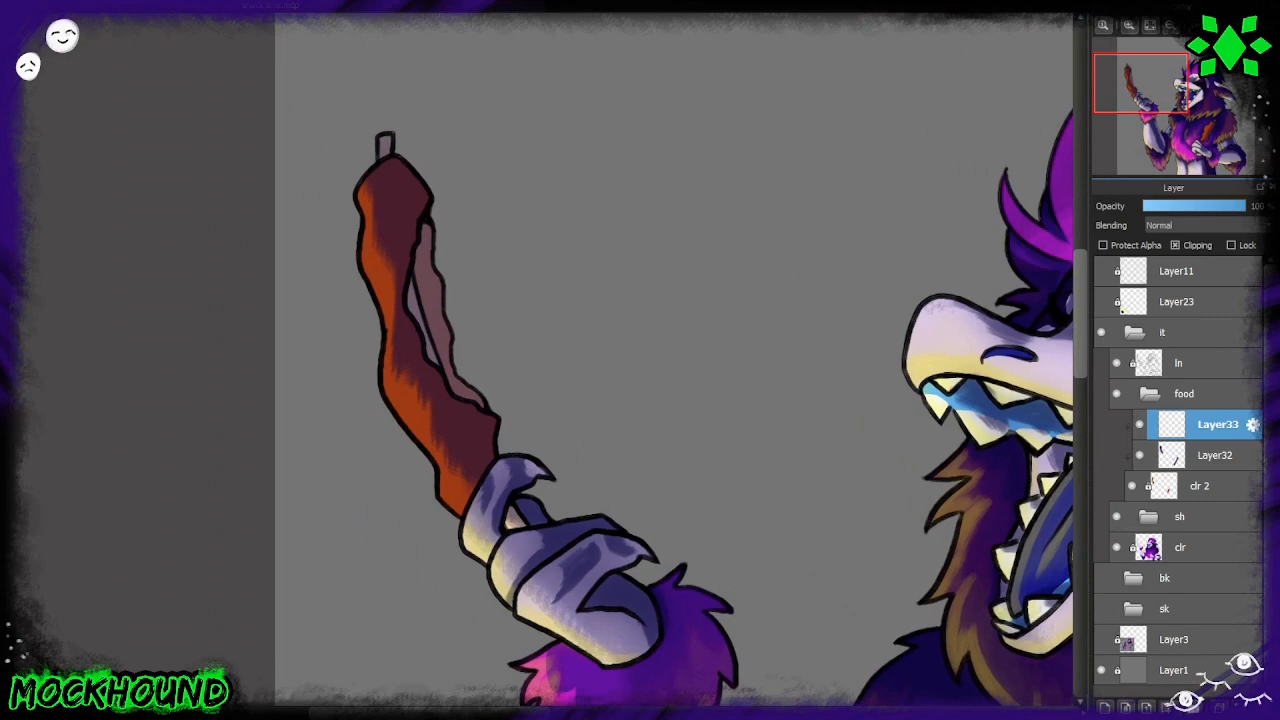 Layer
Opacity 100
Blending Normal
Protect Alpha Clipping Lock
Layer11
Layer23
it
ln
food
Layer33
Layer32
clr 2
sh
clr
bk
sk
Layer3
Layer1
MOCKHOUND